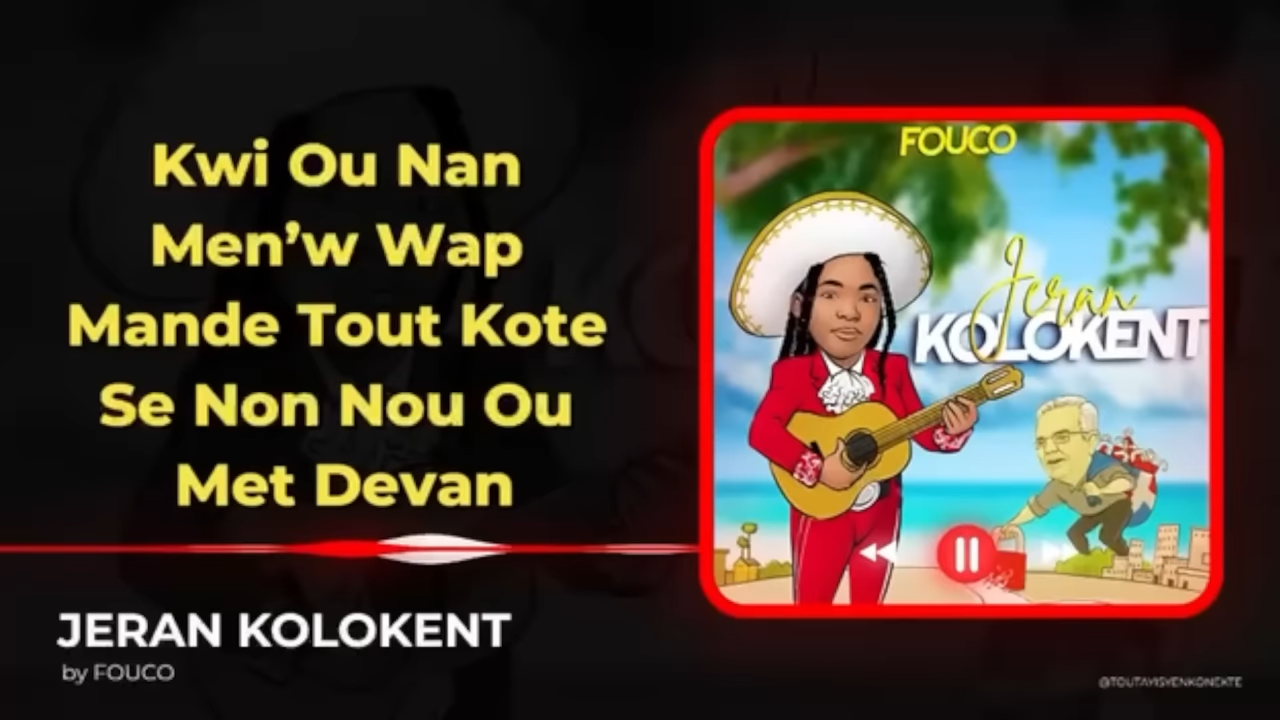 Kwi Ou Nan
Men’w Wap
Mande Tout Kote
Se Non Nou Ou
Met Devan
FOUCO
Jeran
KOLOKENT
JERAN KOLOKENT
by FOUCO
@TOUTAYISYENKONEKTE